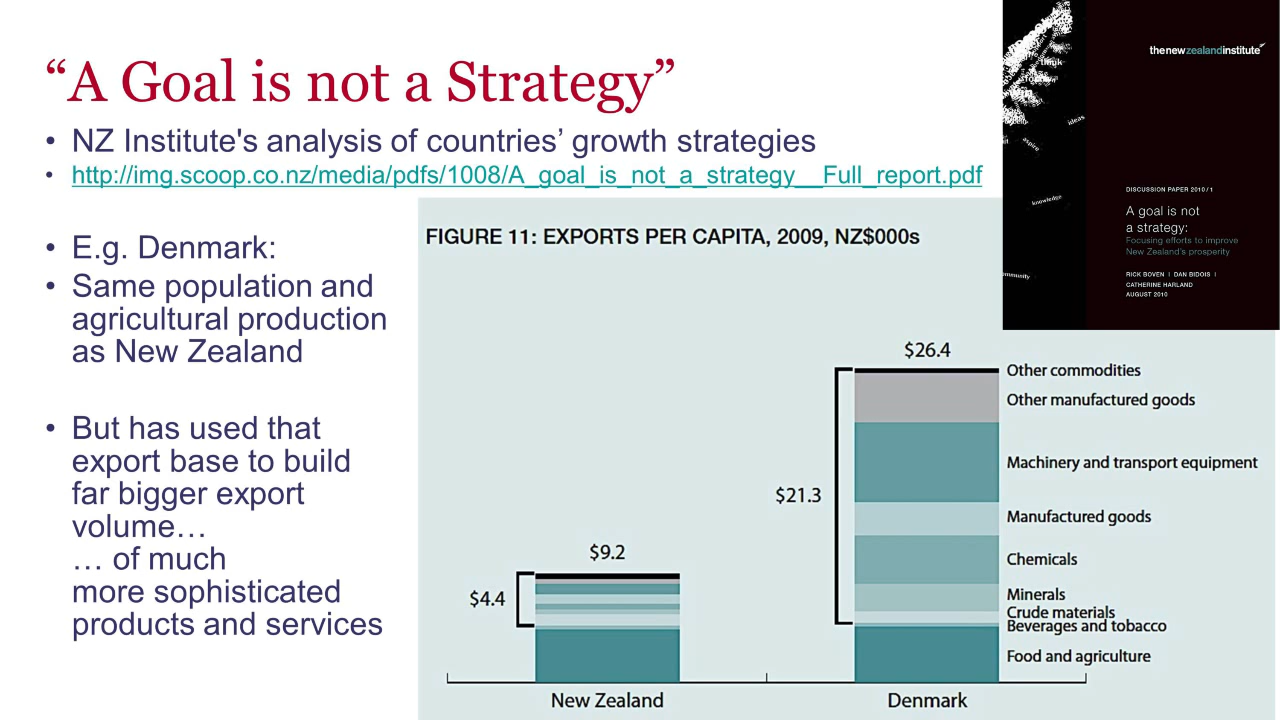 “A Goal is not a Strategy”
• NZ Institute's analysis of countries’ growth strategies
• http://img.scoop.co.nz/media/pdfs/1008/A_goal_is_not_a_strategy__Full_report.pdf
• E.g. Denmark:
• Same population and
agricultural production
as New Zealand
• But has used that
export base to build
far bigger export
volume…
… of much
more sophisticated
products and services
thenewzealandinstitute
ideas
aspire
knowledge
DISCUSSION PAPER 2010/1
A goal is not
a strategy:
Focusing efforts to improve
New Zealand's prosperity
RICK BOVEN | DAN BIDOIS |
CATHERINE HARLAND
AUGUST 2010
FIGURE 11: EXPORTS PER CAPITA, 2009, NZ$000s
$26.4
Other commodities
Other manufactured goods
Machinery and transport equipment
$21.3
Manufactured goods
$9.2
Chemicals
$4.4
Minerals
Crude materials
Beverages and tobacco
Food and agriculture
New Zealand
Denmark